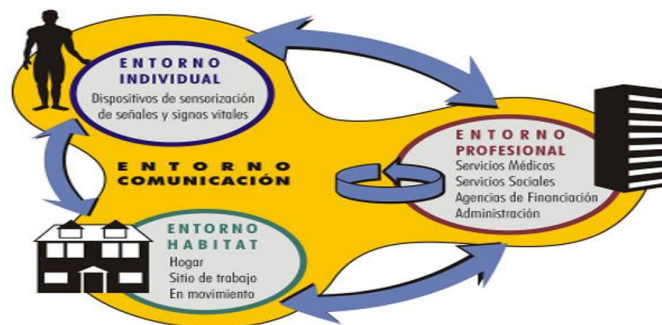 ENTORNO
INDIVIDUAL
Dispositivos de sensorización
de señales y signos vitales
ENTORNO
PROFESIONAL
Servicios Médicos
Servicios Sociales
Agencias de Financiación
Administración
ENTORNO
COMUNICACIÓN
ENTORNO
HABITAT
Hogar
Sitio de trabajo
En movimiento